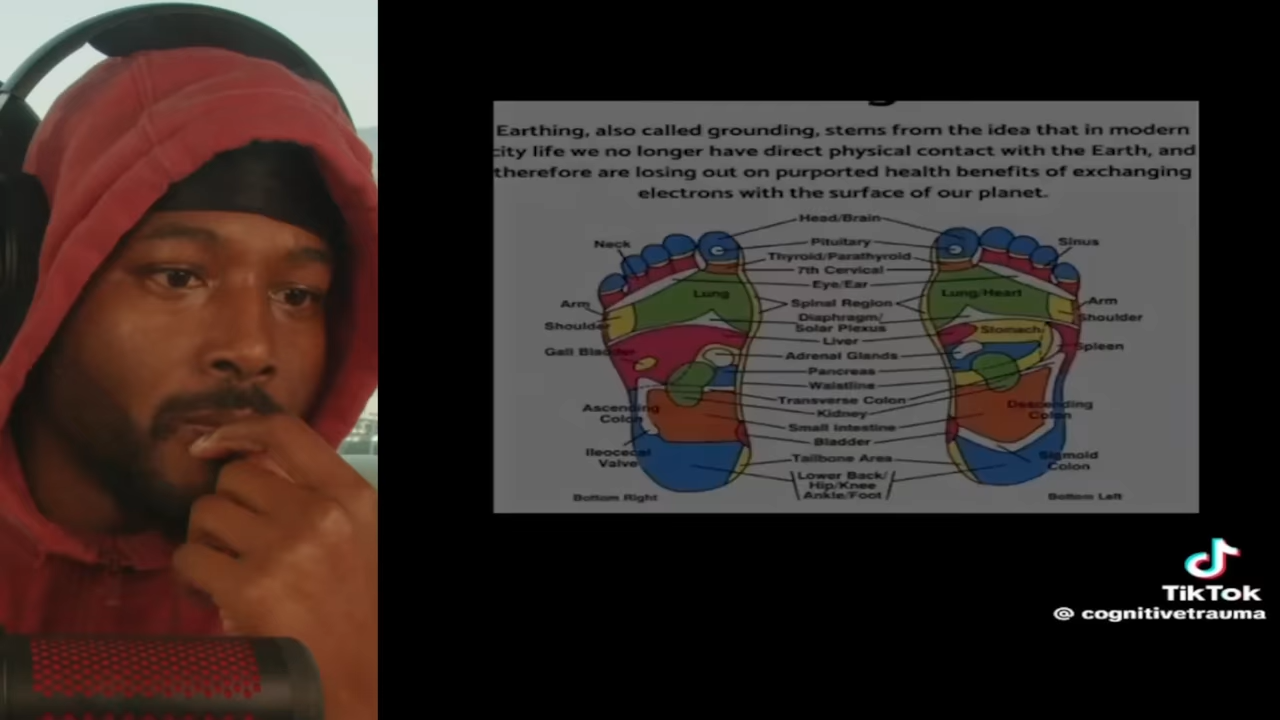 Earthing, also called grounding, stems from the idea that in modern
city life we no longer have direct physical contact with the Earth, and
therefore are losing out on purported health benefits of exchanging
electrons with the surface of our planet.
Head/Brain
Neck
Pituitary
Sinus
Thyroid/Parathyroid
7th Cervical
Eye/Ear
Lung
Lung/Heart
Arm
Spinal Region
Arm
Shoulder
Diaphragm/
Solar Plexus
Shoulder
Stomach
Liver
Gall Bladder
Adrenal Glands
Spleen
Pancreas
Waistline
Transverse Colon
Ascending
Colon
Kidney
Descending
Colon
Small Intestine
Bladder
Ileocecal
Valve
Tailbone Area
Sigmoid
Colon
Lower Back/
Hip/Knee
Ankle/Foot
Bottom Right
Bottom Left
TikTok
@ cognitivetrauma